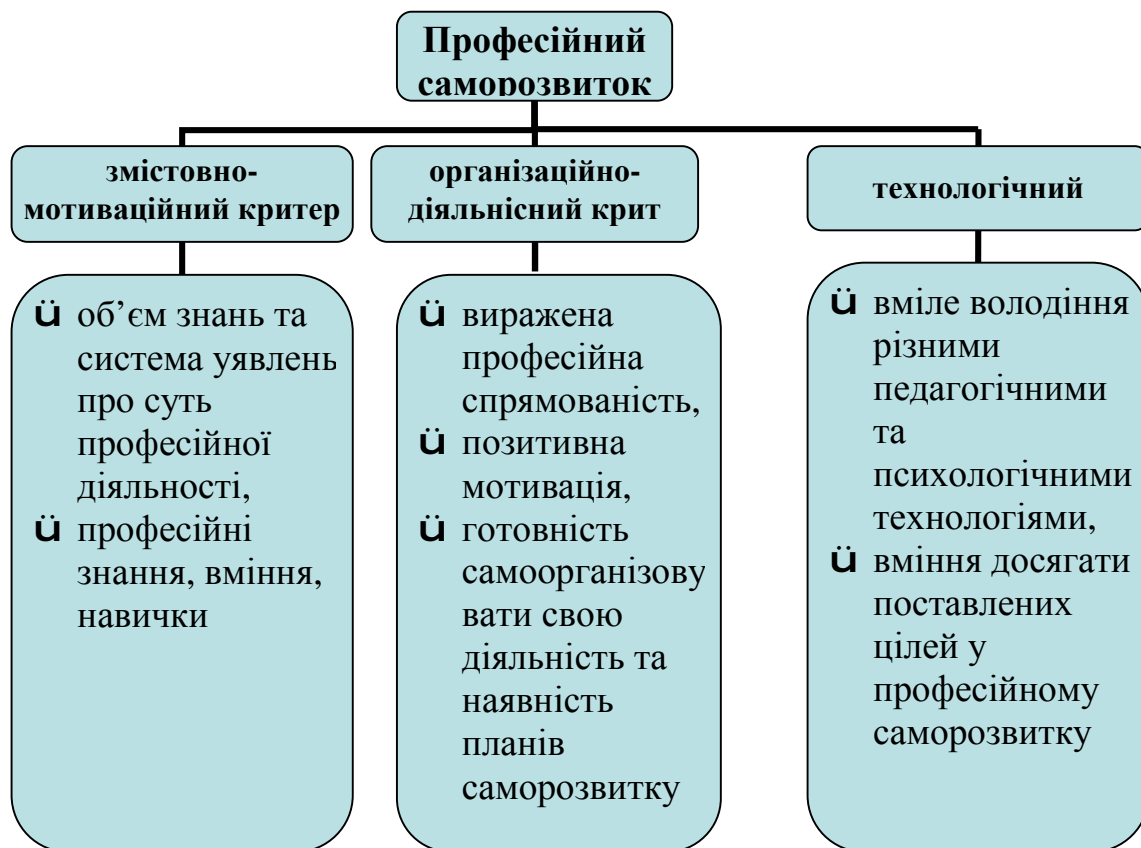 Професійний
саморозвиток
змістовно-
мотиваційний критер
організаційно-
діяльнісний крит
технологічний
ü об’єм знань та
система уявлень
про суть
професійної
діяльності,
ü професійні
знання, вміння,
навички
ü виражена
професійна
спрямованість,
ü позитивна
мотивація,
ü готовність
самоорганізову
вати свою
діяльність та
наявність
планів
саморозвитку
ü вміле володіння
різними
педагогічними
та
психологічними
технологіями,
ü вміння досягати
поставлених
цілей у
професійному
саморозвитку